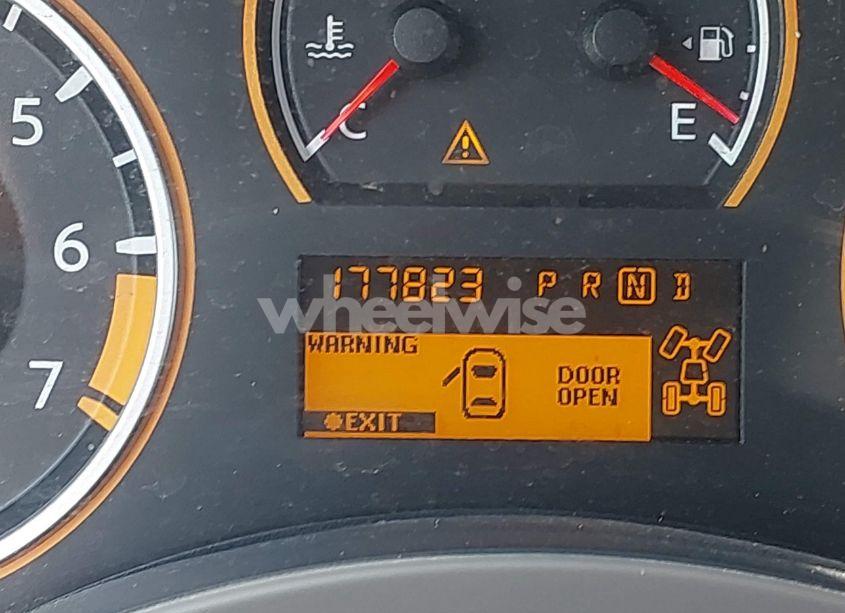 5
6
7
C
E
177823 P R N D
wheelwise
WARNING
DOOR
OPEN
EXIT